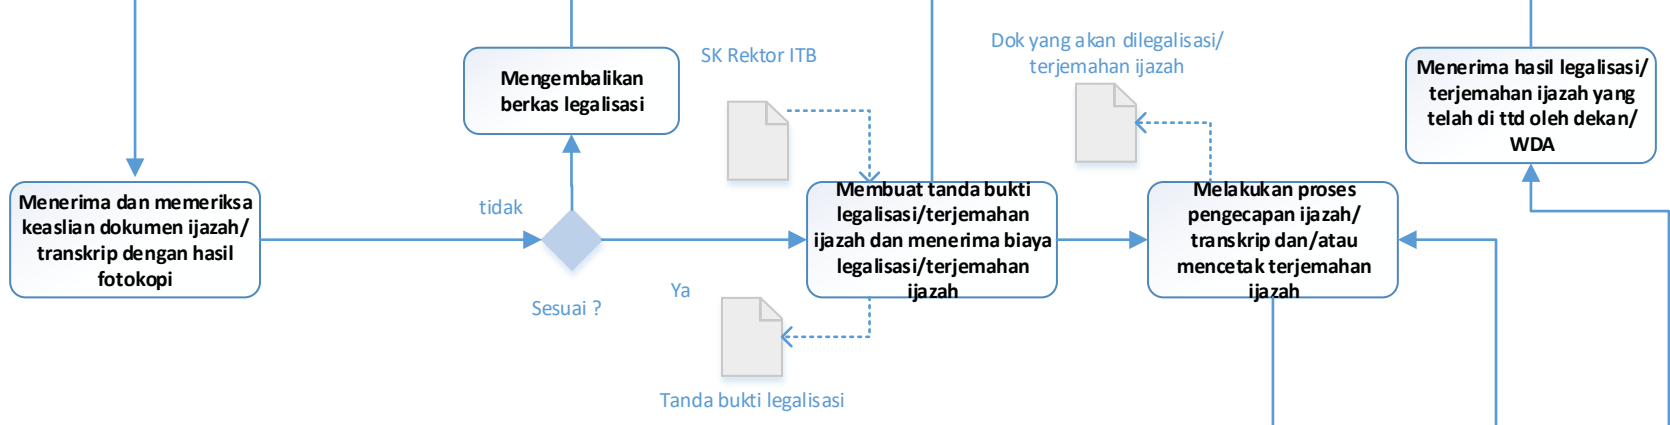 Menerima dan memeriksa
keaslian dokumen ijazah/
transkrip dengan hasil
fotokopi
Mengembalikan
berkas legalisasi
tidak
Sesuai ?
Ya
SK Rektor ITB
Membuat tanda bukti
legalisasi/terjemahan
ijazah dan menerima biaya
legalisasi/terjemahan
ijazah
Tanda bukti legalisasi
Dok yang akan dilegalisasi/
terjemahan ijazah
Melakukan proses
pengecapan ijazah/
transkrip dan/atau
mencetak terjemahan
ijazah
Menerima hasil legalisasi/
terjemahan ijazah yang
telah di ttd oleh dekan/
WDA